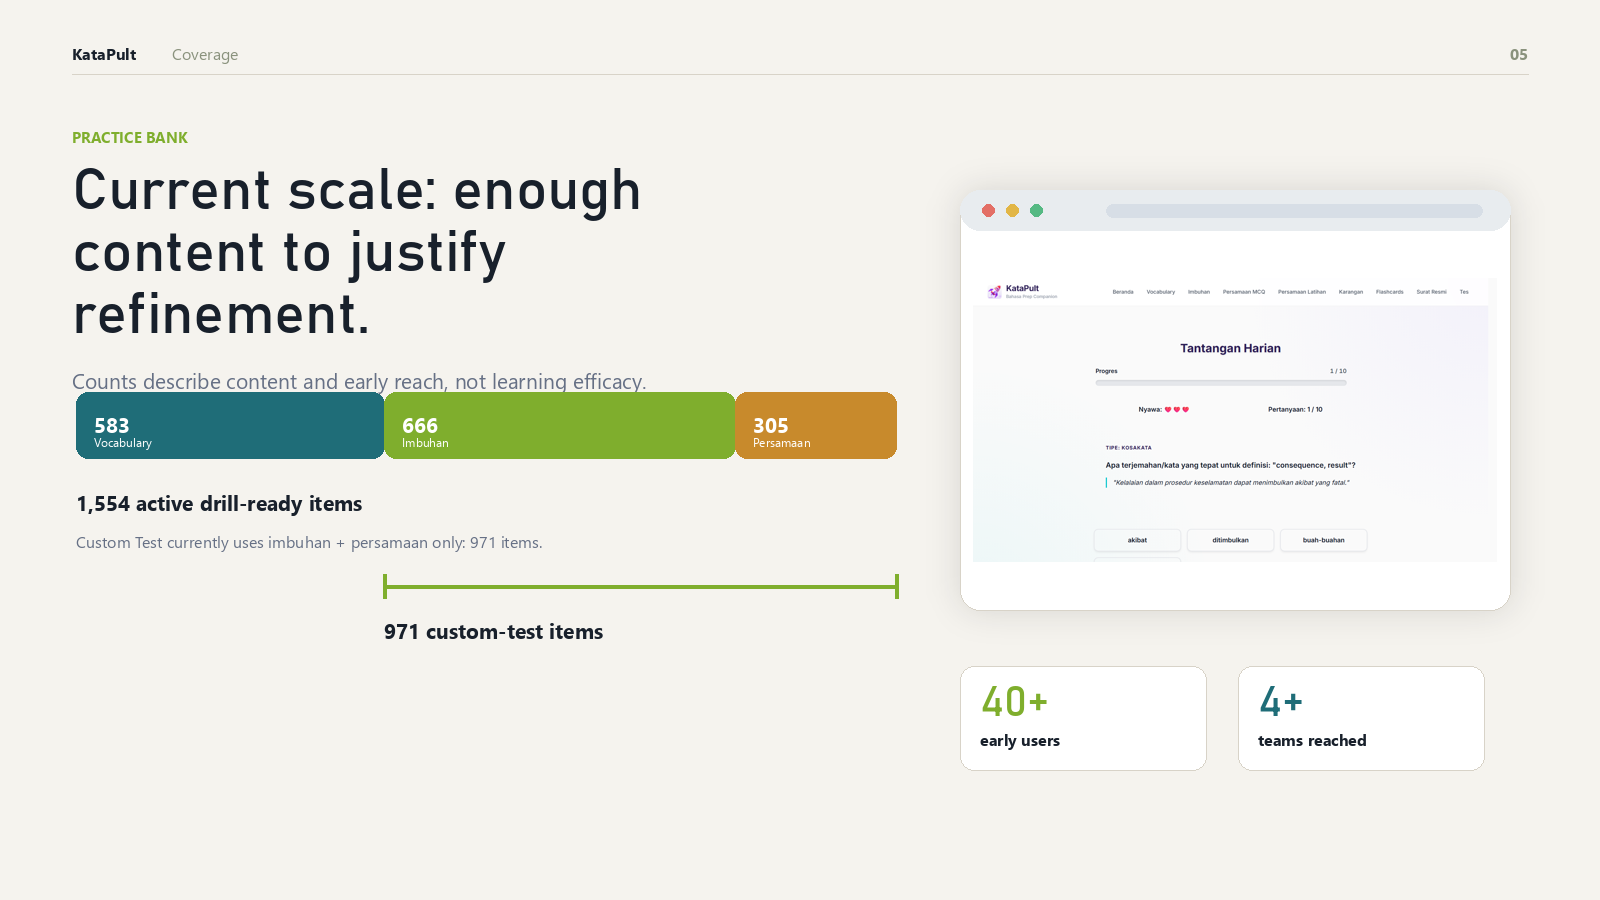 KataPult
Coverage
05
PRACTICE BANK
Current scale: enough
content to justify
refinement.
Counts describe content and early reach, not learning efficacy.
583
Vocabulary
666
Imbuhan
305
Persamaan
1,554 active drill-ready items
Custom Test currently uses imbuhan + persamaan only: 971 items.
971 custom-test items
KataPult
Bahasa Prep Companion
Beranda Vocabulary Imbuhan Persamaan MCQ Persamaan Latihan Karangan Flashcards Surat Resmi Tes
Tantangan Harian
Progres 1 / 10
Nyawa: Pertanyaan: 1 / 10
TIPE: KOSAKATA
Apa terjemahan/kata yang tepat untuk definisi: "consequence, result"?
"Kelalaian dalam prosedur keselamatan dapat menimbulkan akibat yang fatal."
akibat ditimbulkan buah-buahan
40+
early users
4+
teams reached